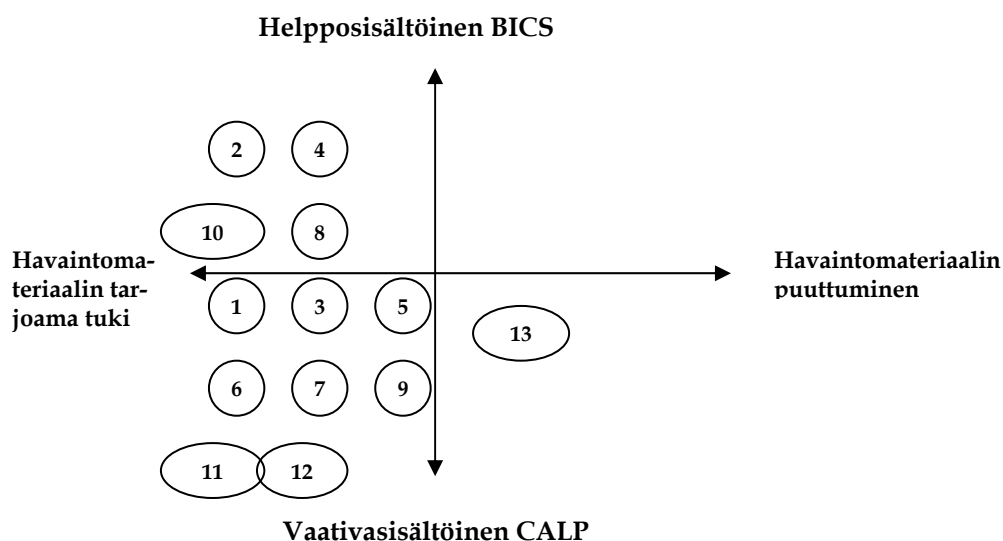 Helpposisältöinen BICS
2 4
10 8
Havaintoma-
teriaalin tar-
joama tuki
Havaintomateriaalin
puuttuminen
1 3 5
13
6 7 9
11 12
Vaativasisältöinen CALP